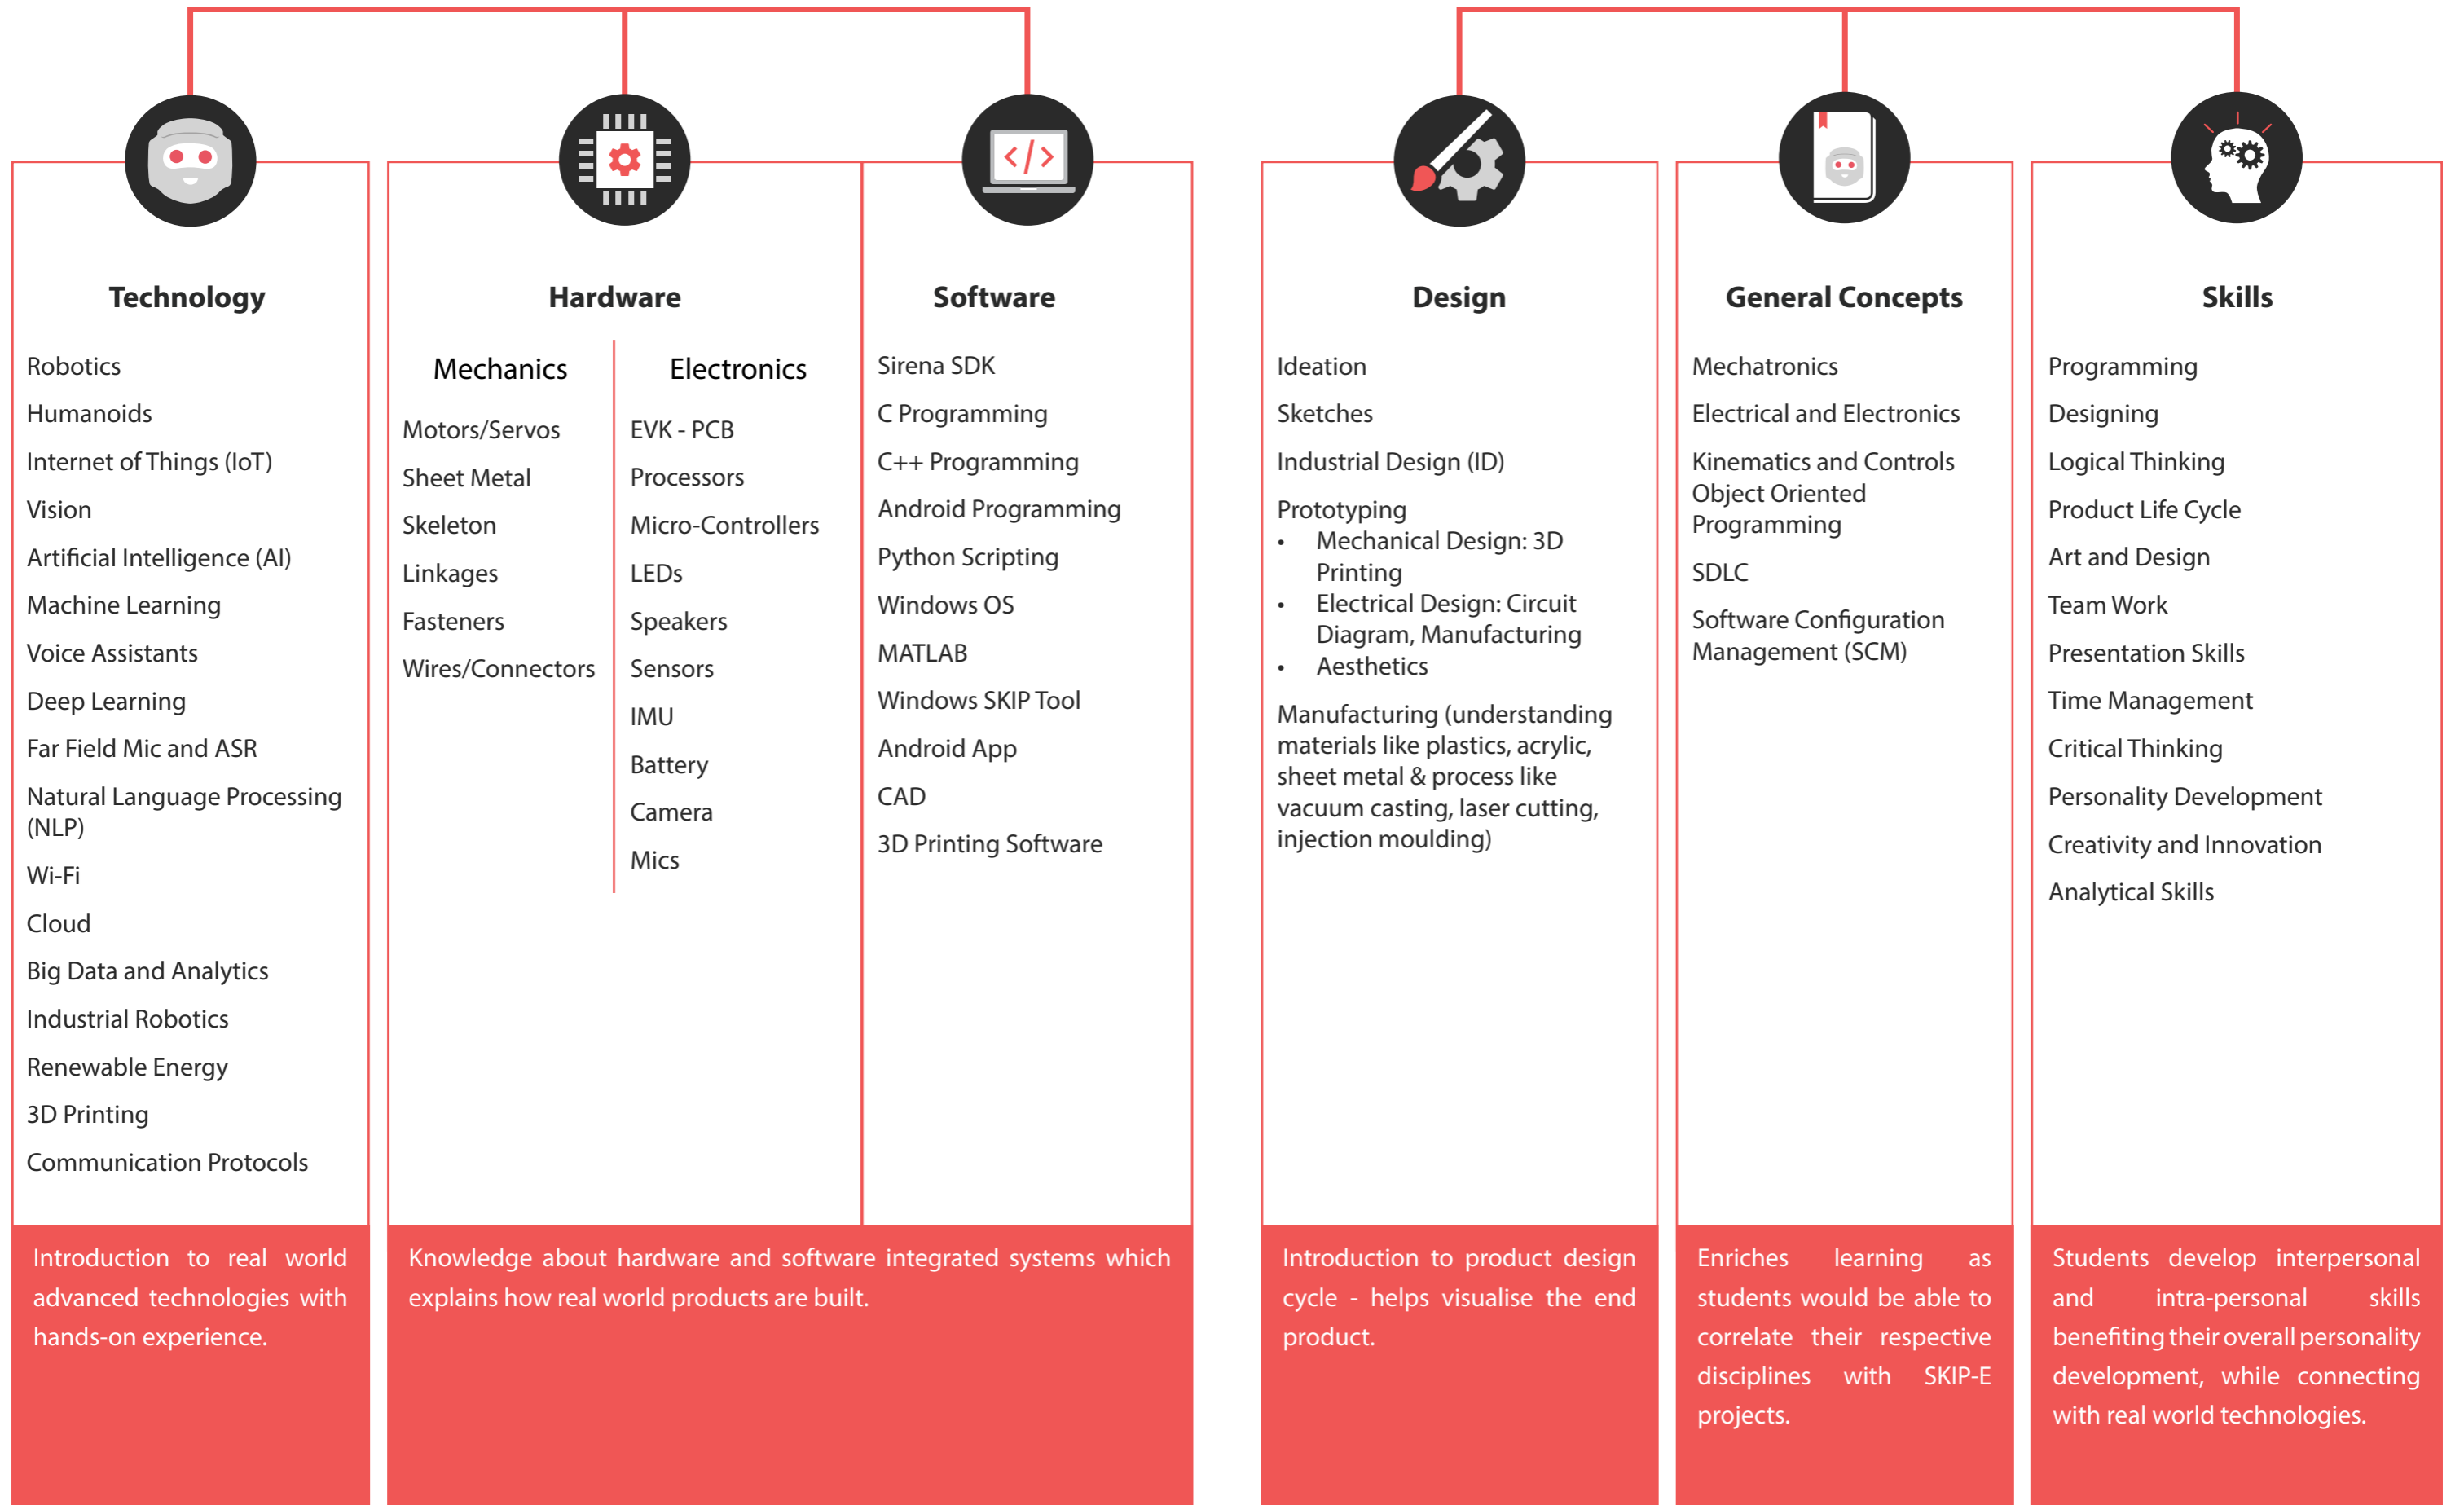 Technology
Robotics
Humanoids
Internet of Things (IoT)
Vision
Artificial Intelligence (AI)
Machine Learning
Voice Assistants
Deep Learning
Far Field Mic and ASR
Natural Language Processing
(NLP)
Wi-Fi
Cloud
Big Data and Analytics
Industrial Robotics
Renewable Energy
3D Printing
Communication Protocols
Introduction to real world
advanced technologies with
hands-on experience.
Hardware
Mechanics
Motors/Servos
Sheet Metal
Skeleton
Linkages
Fasteners
Wires/Connectors
Electronics
EVK - PCB
Processors
Micro-Controllers
LEDs
Speakers
Sensors
IMU
Battery
Camera
Mics
</>
Software
Sirena SDK
C Programming
C++ Programming
Android Programming
Python Scripting
Windows OS
MATLAB
Windows SKIP Tool
Android App
CAD
3D Printing Software
Knowledge about hardware and software integrated systems which
explains how real world products are built.
Design
Ideation
Sketches
Industrial Design (ID)
Prototyping
• Mechanical Design: 3D
Printing
• Electrical Design: Circuit
Diagram, Manufacturing
• Aesthetics
Manufacturing (understanding
materials like plastics, acrylic,
sheet metal & process like
vacuum casting, laser cutting,
injection moulding)
Introduction to product design
cycle - helps visualise the end
product.
General Concepts
Mechatronics
Electrical and Electronics
Kinematics and Controls
Object Oriented
Programming
SDLC
Software Configuration
Management (SCM)
Enriches learning as
students would be able to
correlate their respective
disciplines with SKIP-E
projects.
Skills
Programming
Designing
Logical Thinking
Product Life Cycle
Art and Design
Team Work
Presentation Skills
Time Management
Critical Thinking
Personality Development
Creativity and Innovation
Analytical Skills
Students develop interpersonal
and intra-personal skills
benefiting their overall personality
development, while connecting
with real world technologies.